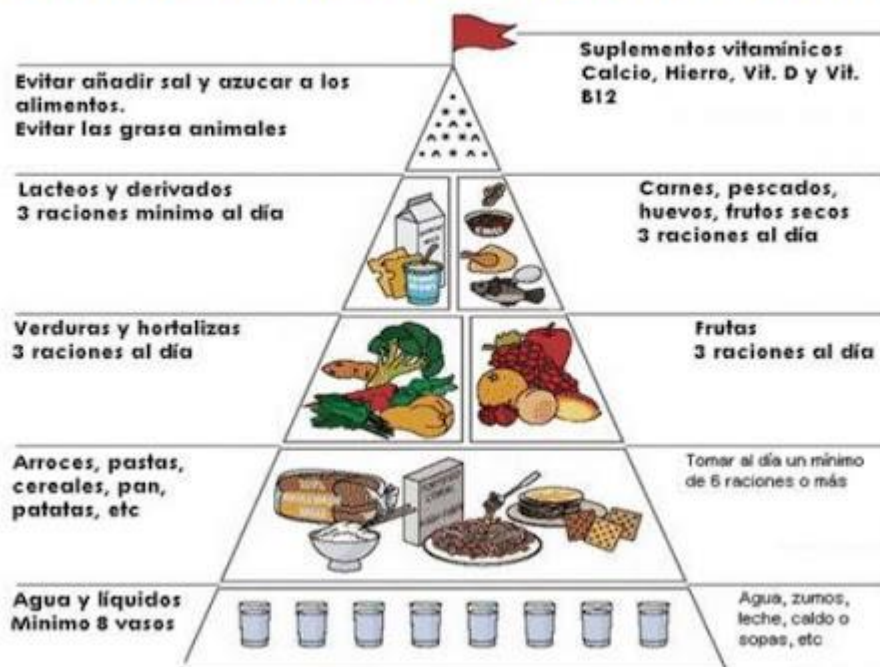 Evitar añadir sal y azucar a los
alimentos.
Evitar las grasa animales
Suplementos vitamínicos
Calcio, Hierro, Vit. D y Vit.
B12
Lacteos y derivados
3 raciones minimo al día
Carnes, pescados,
huevos, frutos secos
3 raciones al día
Verduras y hortalizas
3 raciones al día
Frutas
3 raciones al día
Arroces, pastas,
cereales, pan,
patatas, etc
Tomar al día un mínimo
de 6 raciones o más
Agua y líquidos
Minimo 8 vasos
Agua, zumos,
leche, caldo o
sopas, etc